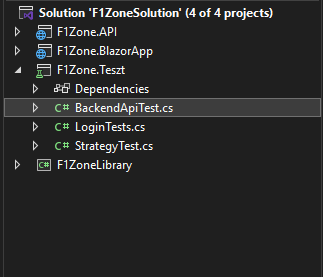 Solution 'F1ZoneSolution' (4 of 4 projects)
F1Zone.API
F1Zone.BlazorApp
F1Zone.Teszt
Dependencies
C# BackendApiTest.cs
C# LoginTests.cs
C# StrategyTest.cs
C# F1ZoneLibrary